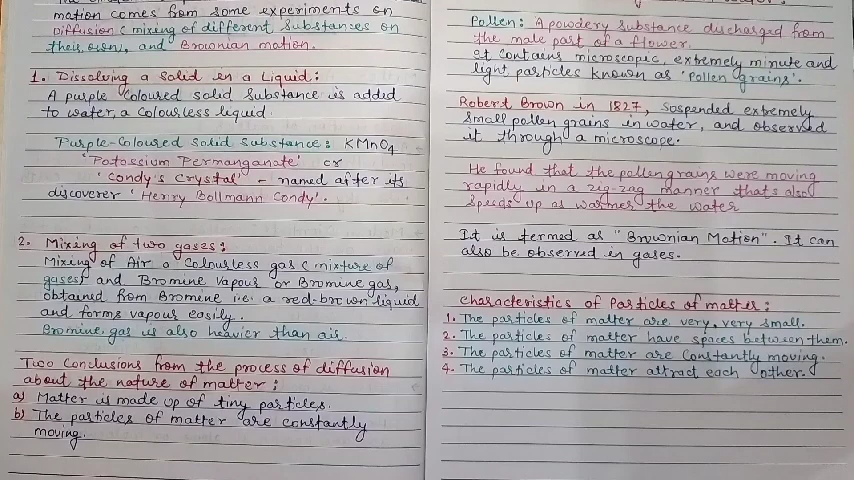 mation comes from some experiments on
Diffusion (mixing of different Substances on
their own, and Brownian motion.
1. Dissolving a Solid in a Liquid:
A purple coloured solid substance is added
to water, a colourless liquid.
Purple-Coloured solid substance: KMnO4
'Potossium Permanganate' or
'Condy's Crystal' - named after its
discoverer 'Henry Bollmann Condy'.
2. Mixing of two gases:
Mixing of Air a Colourless gas (mixture of
gases) and Bromine Vapour or Bromine gas,
obtained from Bromine i.e. a red-brown liquid
and forms vapour easily.
Bromine gas is also heavier than air.
Two Conclusions from the process of diffusion
about the nature of matter:
a) Matter is made up of tiny particles.
b) The particles of matter are constantly
moving.
Pollen: A powdery substance discharged from
the male part of a flower.
It contains microscopic, extremely minute and
light particles known as 'Pollen grains'.
Robert Brown in 1827, suspended extremely
small pollen grains in water, and observed
it through a microscope.
He found that the pollen grains were moving
rapidly in a zig-zag manner that's also
Speeds up as warmer the water
It is termed as "Brownian Motion". It can
also be observed in gases.
Characteristics of Particles of matter:
1. The particles of matter are very, very small.
2. The particles of matter have spaces between them.
3. The particles of matter are Constantly moving.
4. The particles of matter attract each other.